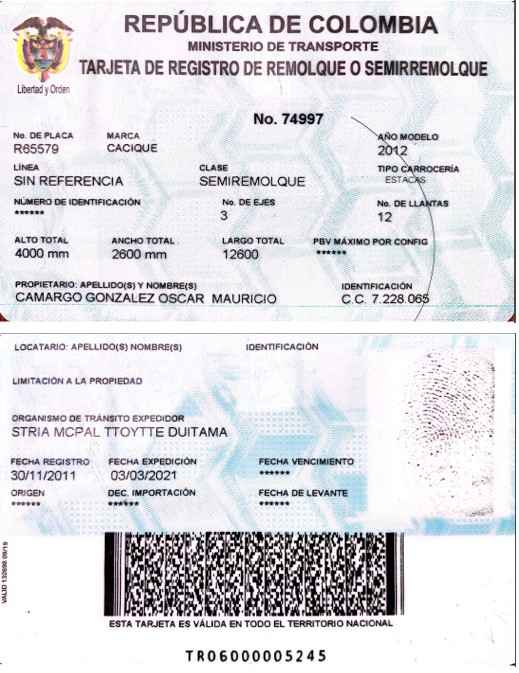 REPÚBLICA DE COLOMBIA
MINISTERIO DE TRANSPORTE
TARJETA DE REGISTRO DE REMOLQUE O SEMIRREMOLQUE
Libertad y Orden
No. 74997
No. DE PLACA MARCA AÑO MODELO
R65579 CACIQUE 2012
LÍNEA CLASE TIPO CARROCERÍA
SIN REFERENCIA SEMIREMOLQUE ESTACAS
NÚMERO DE IDENTIFICACIÓN No. DE EJES No. DE LLANTAS
****** 3 12
ALTO TOTAL ANCHO TOTAL LARGO TOTAL PBV MÁXIMO POR CONFIG
4000 mm 2600 mm 12600 ******
PROPIETARIO: APELLIDO(S) Y NOMBRE(S) IDENTIFICACIÓN
CAMARGO GONZALEZ OSCAR MAURICIO C.C. 7.228.065
LOCATARIO: APELLIDO(S) NOMBRE(S) IDENTIFICACIÓN
LIMITACIÓN A LA PROPIEDAD
ORGANISMO DE TRÁNSITO EXPEDIDOR
STRIA MCPAL TTOYTTE DUITAMA
FECHA REGISTRO FECHA EXPEDICIÓN FECHA VENCIMIENTO
30/11/2011 03/03/2021 ******
ORIGEN DEC. IMPORTACIÓN FECHA DE LEVANTE
****** ****** ******
ESTA TARJETA ES VÁLIDA EN TODO EL TERRITORIO NACIONAL
TR06000005245